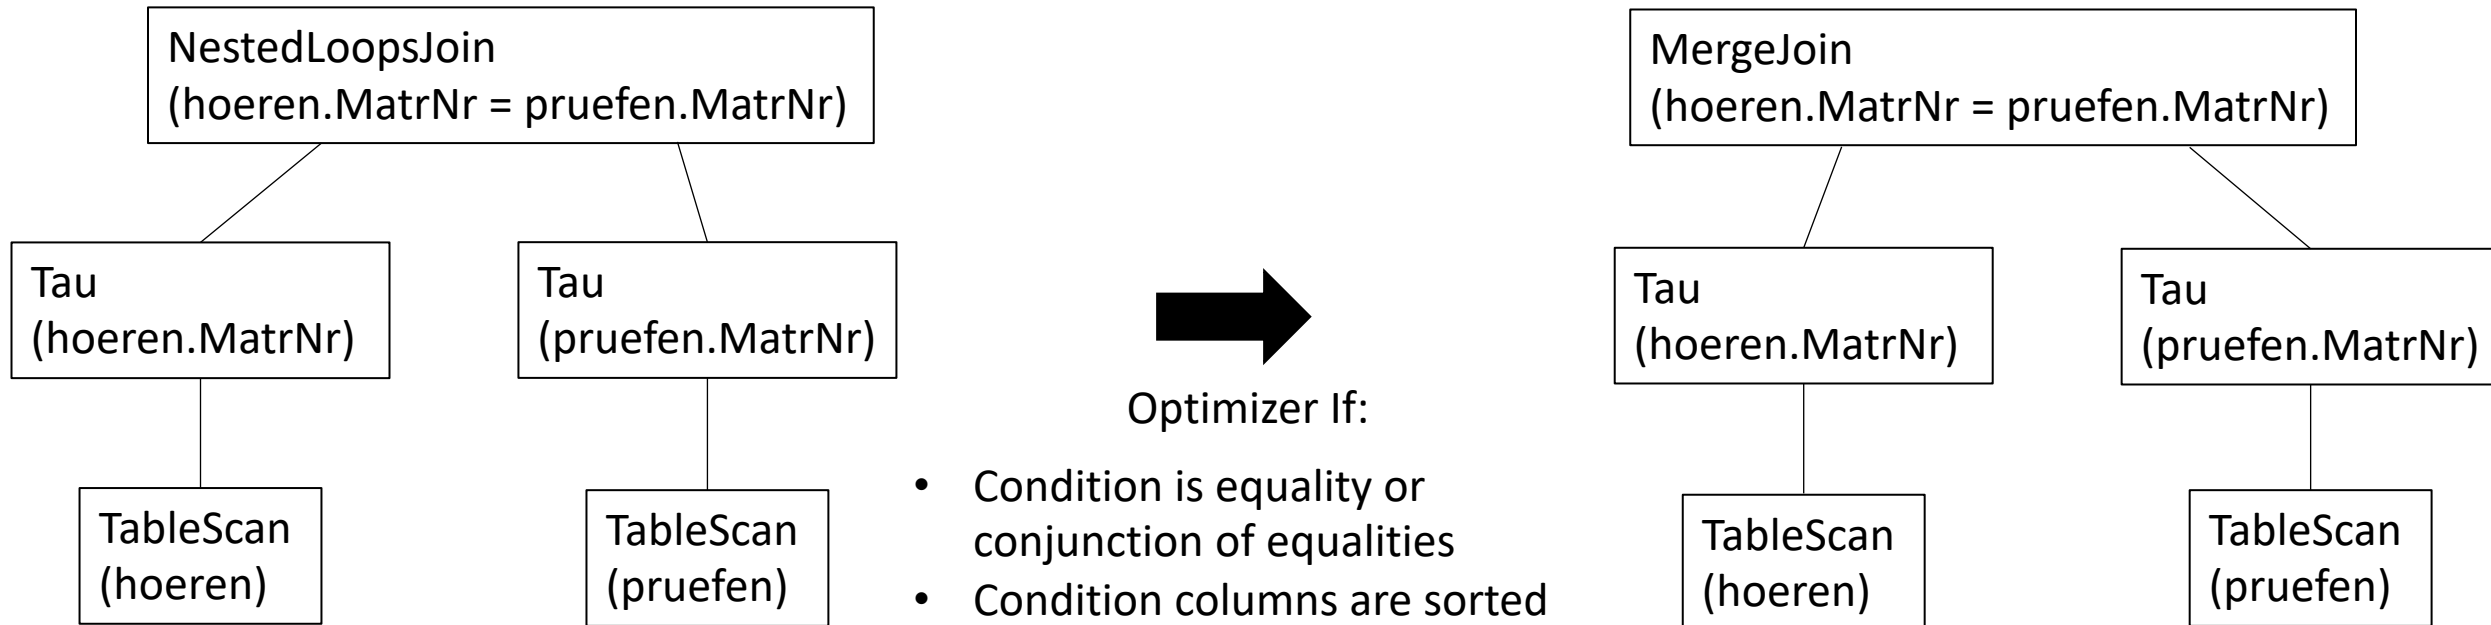 NestedLoopsJoin
(hoeren.MatrNr = pruefen.MatrNr)
Tau
(hoeren.MatrNr)
Tau
(pruefen.MatrNr)
TableScan
(hoeren)
TableScan
(pruefen)
Optimizer If:
• Condition is equality or
conjunction of equalities
• Condition columns are sorted
MergeJoin
(hoeren.MatrNr = pruefen.MatrNr)
Tau
(hoeren.MatrNr)
Tau
(pruefen.MatrNr)
TableScan
(hoeren)
TableScan
(pruefen)